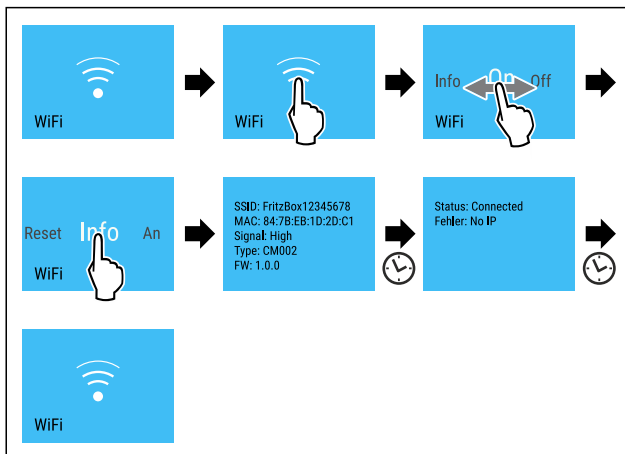 WiFi
WiFi
Info On Off
WiFi
Reset Info An
WiFi
SSID: FritzBox12345678
MAC: 84:7B:EB:1D:2D:C1
Signal: High
Type: CM002
FW: 1.0.0
Status: Connected
Fehler: No IP
WiFi